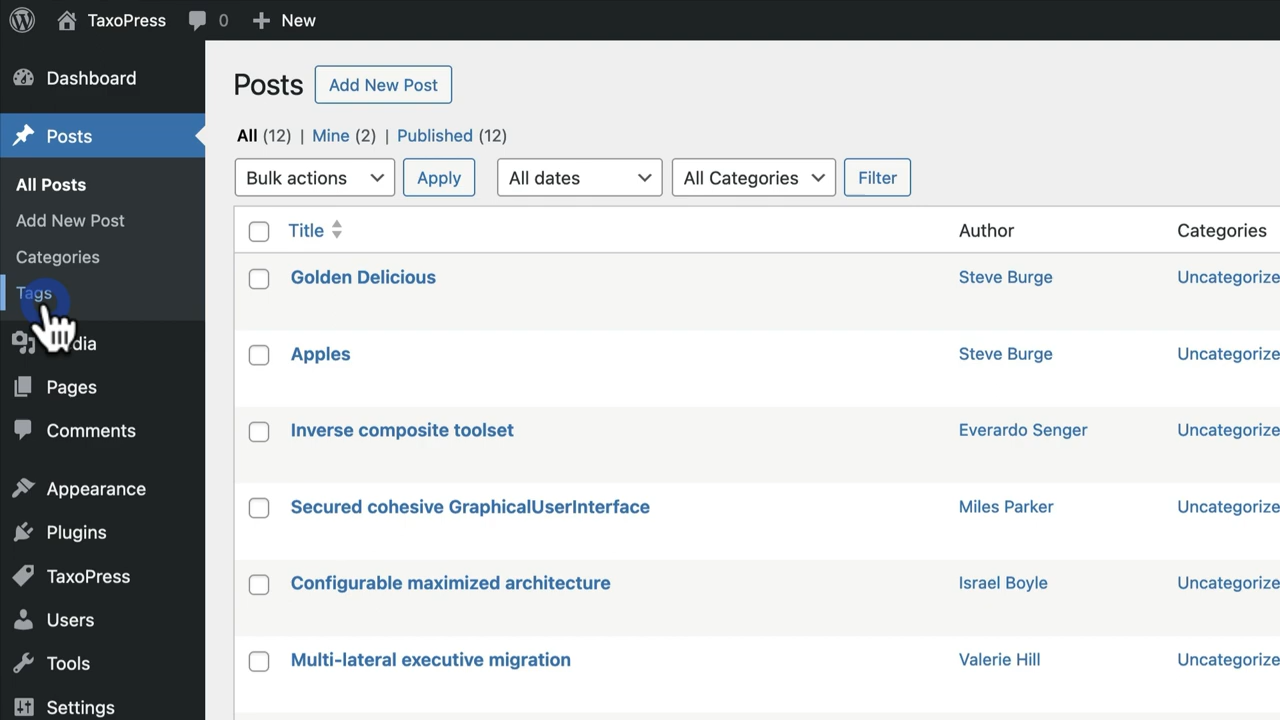 TaxoPress 0 New
Dashboard
Posts
All Posts
Add New Post
Categories
Tags
Pages
Comments
Appearance
Plugins
TaxoPress
Users
Tools
Settings
Posts Add New Post
All (12) | Mine (2) | Published (12)
Bulk actions Apply All dates All Categories Filter
Title Author Categories
Golden Delicious Steve Burge Uncategorize
Apples Steve Burge Uncategorize
Inverse composite toolset Everardo Senger Uncategorize
Secured cohesive GraphicalUserInterface Miles Parker Uncategorize
Configurable maximized architecture Israel Boyle Uncategorize
Multi-lateral executive migration Valerie Hill Uncategorize